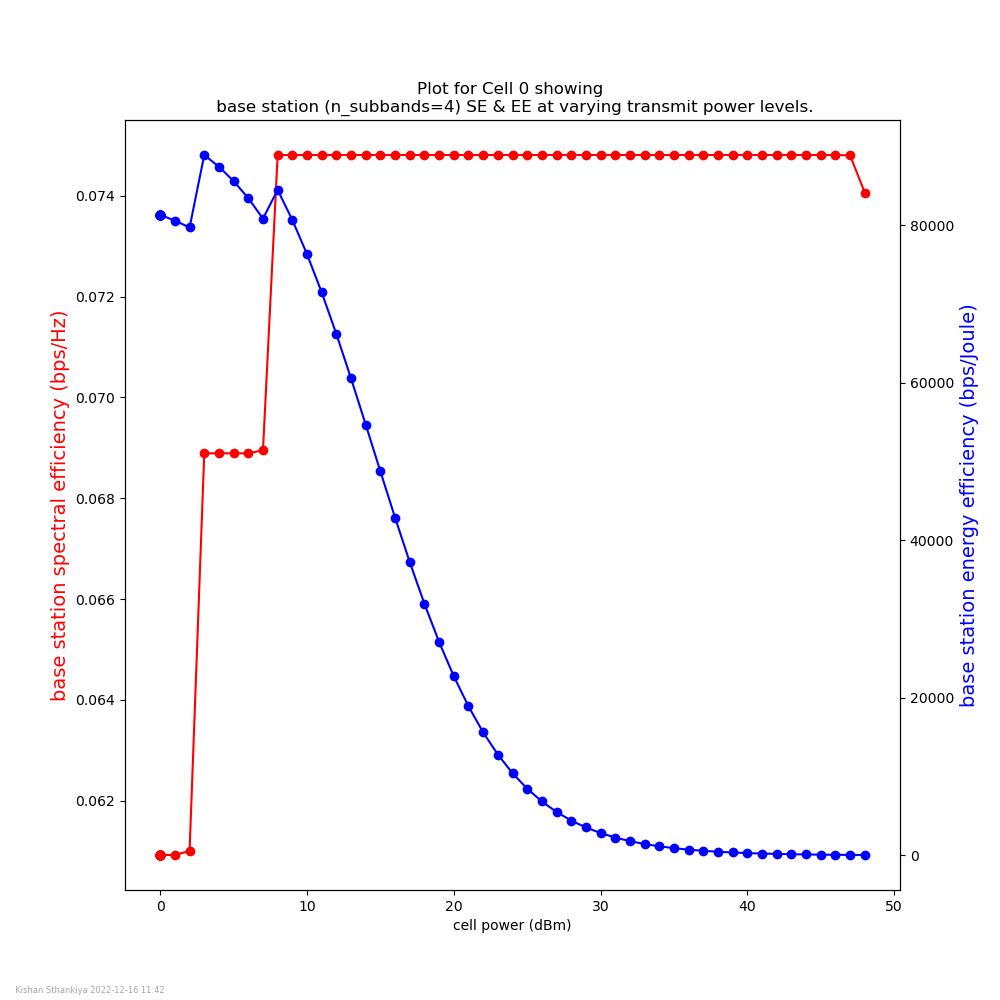 Plot for Cell 0 showing
base station (n_subbands=4) SE & EE at varying transmit power levels.
base station spectral efficiency (bps/Hz)
0.074
0.072
0.070
0.068
0.066
0.064
0.062
80000
60000
40000
20000
0
base station energy efficiency (bps/Joule)
0 10 20 30 40 50
cell power (dBm)
Kishan Sthankiya 2022-12-16 11:42